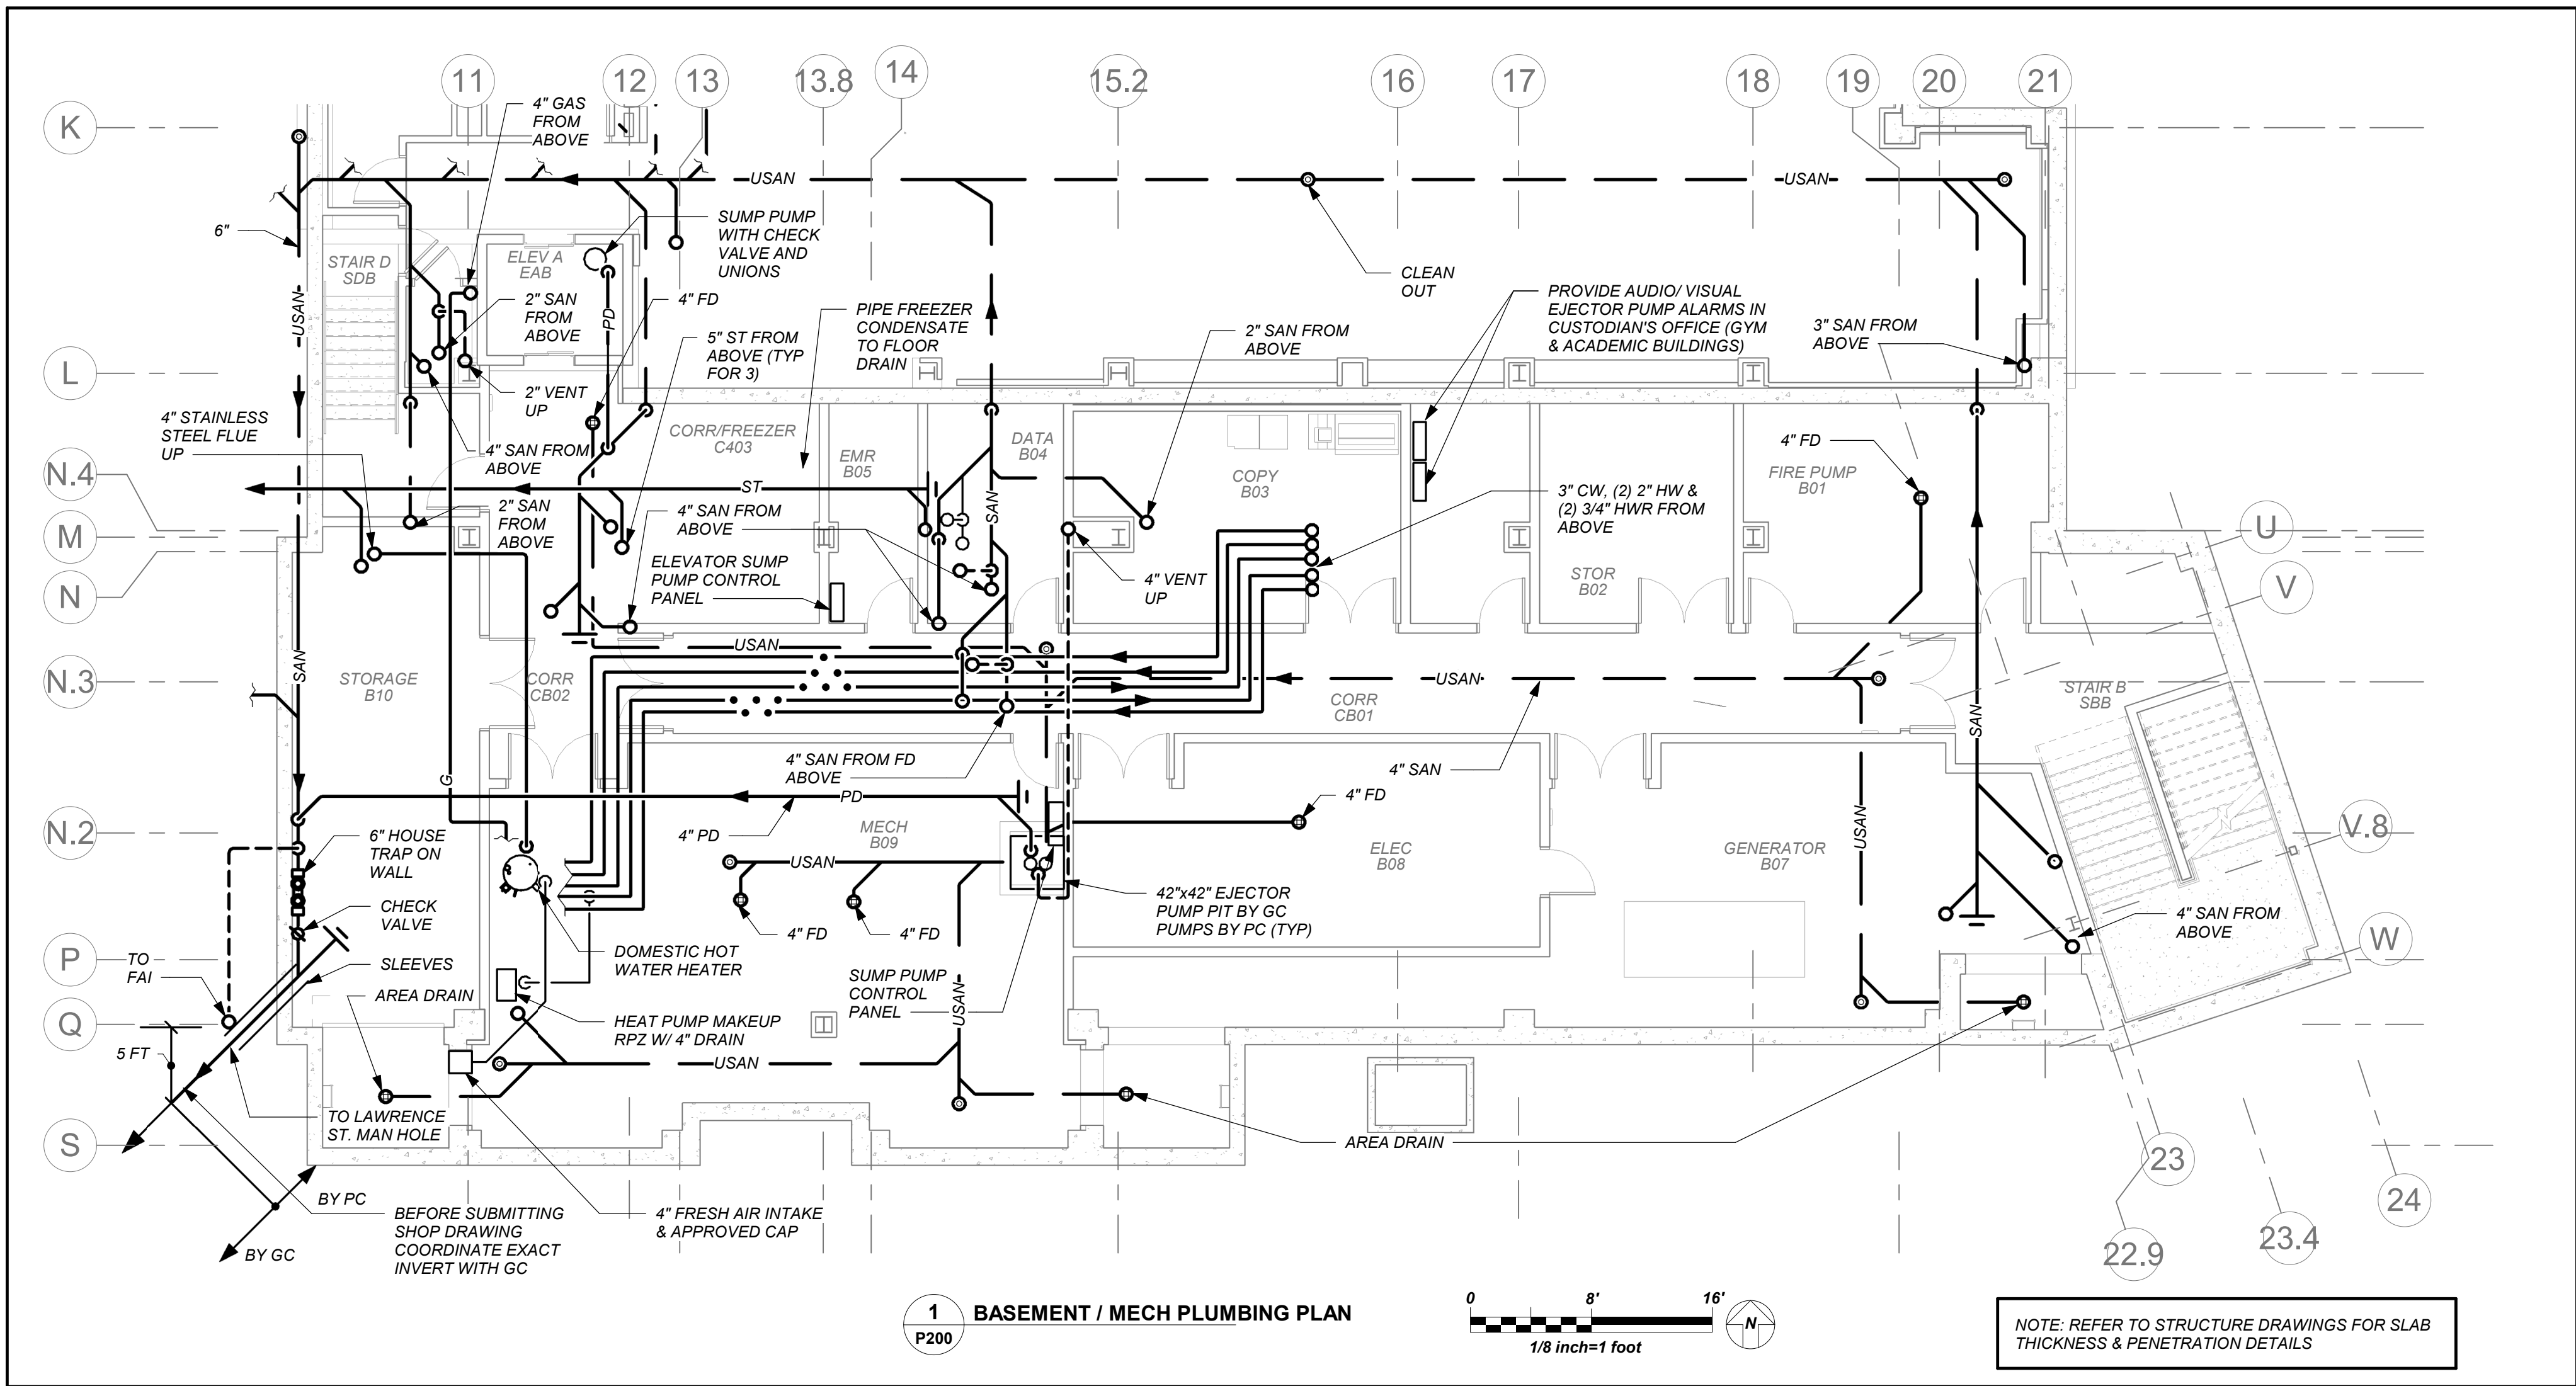 11
12
13
13.8
14
15.2
16
17
18
19
20
21
K
L
N.4
M
N
N.3
N.2
P
Q
S
U
V
V.8
W
23
24
22.9
23.4
4" GAS
FROM
ABOVE
USAN
USAN
6"
STAIR D
SDB
ELEV A
EAB
SUMP PUMP
WITH CHECK
VALVE AND
UNIONS
CLEAN
OUT
PROVIDE AUDIO/ VISUAL
EJECTOR PUMP ALARMS IN
CUSTODIAN'S OFFICE (GYM
& ACADEMIC BUILDINGS)
3" SAN FROM
ABOVE
USAN
2" SAN
FROM
ABOVE
PD
4" FD
PIPE FREEZER
CONDENSATE
TO FLOOR
DRAIN
5" ST FROM
ABOVE (TYP
FOR 3)
2" SAN FROM
ABOVE
2" VENT
UP
4" STAINLESS
STEEL FLUE
UP
4" SAN FROM
ABOVE
CORR/FREEZER
C403
EMR
B05
DATA
B04
COPY
B03
4" FD
FIRE PUMP
B01
ST
SAN
2" SAN
FROM
ABOVE
4" SAN FROM
ABOVE
3" CW, (2) 2" HW &
(2) 3/4" HWR FROM
ABOVE
ELEVATOR SUMP
PUMP CONTROL
PANEL
4" VENT
UP
STOR
B02
USAN
SAN
STORAGE
B10
CORR
CB02
USAN
CORR
CB01
STAIR B
SBB
SAN
G
4" SAN FROM FD
ABOVE
4" SAN
PD
4" PD
MECH
B09
4" FD
6" HOUSE
TRAP ON
WALL
USAN
ELEC
B08
GENERATOR
B07
USAN
CHECK
VALVE
4" FD
4" FD
42"x42" EJECTOR
PUMP PIT BY GC
PUMPS BY PC (TYP)
4" SAN FROM
ABOVE
TO
FAI
SLEEVES
DOMESTIC HOT
WATER HEATER
AREA DRAIN
SUMP PUMP
CONTROL
PANEL
USAN
HEAT PUMP MAKEUP
RPZ W/ 4" DRAIN
5 FT
USAN
TO LAWRENCE
ST. MAN HOLE
AREA DRAIN
BY PC
BY GC
BEFORE SUBMITTING
SHOP DRAWING
COORDINATE EXACT
INVERT WITH GC
4" FRESH AIR INTAKE
& APPROVED CAP
1
P200
BASEMENT / MECH PLUMBING PLAN
0 8' 16'
1/8 inch=1 foot
N
NOTE: REFER TO STRUCTURE DRAWINGS FOR SLAB
THICKNESS & PENETRATION DETAILS